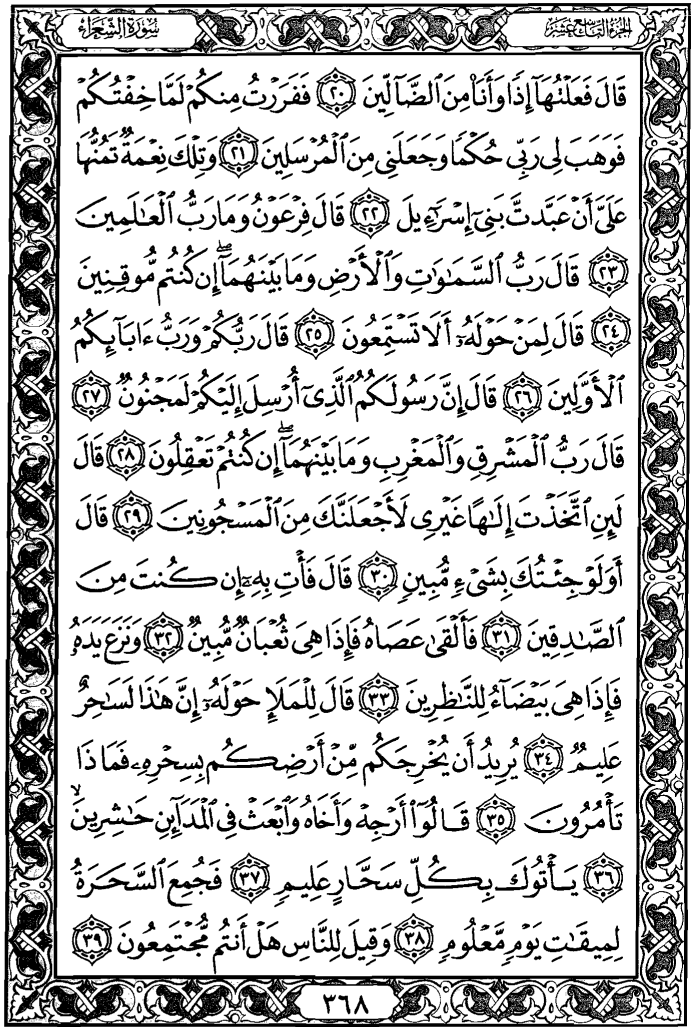 الجزء التاسع عشر
سورة الشعراء
قَالَ فَعَلْتُهَآ إِذًا وَأَنَا۠ مِنَ ٱلضَّآلِّينَ ٢٠ فَفَرَرْتُ مِنكُمْ لَمَّا خِفْتُكُمْ
فَوَهَبَ لِى رَبِّى حُكْمًا وَجَعَلَنِى مِنَ ٱلْمُرْسَلِينَ ٢١ وَتِلْكَ نِعْمَةٌ تَمُنُّهَا
عَلَىَّ أَنْ عَبَّدتَّ بَنِىٓ إِسْرَٰٓءِيلَ ٢٢ قَالَ فِرْعَوْنُ وَمَا رَبُّ ٱلْعَٰلَمِينَ
٢٣ قَالَ رَبُّ ٱلسَّمَٰوَٰتِ وَٱلْأَرْضِ وَمَا بَيْنَهُمَآ ۖ إِن كُنتُم مُّوقِنِينَ
٢٤ قَالَ لِمَنْ حَوْلَهُۥٓ أَلَا تَسْتَمِعُونَ ٢٥ قَالَ رَبُّكُمْ وَرَبُّ ءَابَآئِكُمُ
ٱلْأَوَّلِينَ ٢٦ قَالَ إِنَّ رَسُولَكُمُ ٱلَّذِىٓ أُرْسِلَ إِلَيْكُمْ لَمَجْنُونٌ ٢٧
قَالَ رَبُّ ٱلْمَشْرِقِ وَٱلْمَغْرِبِ وَمَا بَيْنَهُمَآ ۖ إِن كُنتُمْ تَعْقِلُونَ ٢٨ قَالَ
لَئِنِ ٱتَّخَذْتَ إِلَٰهًا غَيْرِى لَأَجْعَلَنَّكَ مِنَ ٱلْمَسْجُونِينَ ٢٩ قَالَ
أَوَلَوْ جِئْتُكَ بِشَىْءٍ مُّبِينٍ ٣٠ قَالَ فَأْتِ بِهِۦٓ إِن كُنتَ مِنَ
ٱلصَّٰدِقِينَ ٣١ فَأَلْقَىٰ عَصَاهُ فَإِذَا هِىَ ثُعْبَانٌ مُّبِينٌ ٣٢ وَنَزَعَ يَدَهُۥ
فَإِذَا هِىَ بَيْضَآءُ لِلنَّٰظِرِينَ ٣٣ قَالَ لِلْمَلَإِ حَوْلَهُۥٓ إِنَّ هَٰذَا لَسَٰحِرٌ
عَلِيمٌ ٣٤ يُرِيدُ أَن يُخْرِجَكُم مِّنْ أَرْضِكُم بِسِحْرِهِۦ فَمَاذَا
تَأْمُرُونَ ٣٥ قَالُوٓا۟ أَرْجِهْ وَأَخَاهُ وَٱبْعَثْ فِى ٱلْمَدَآئِنِ حَٰشِرِينَ
٣٦ يَأْتُوكَ بِكُلِّ سَحَّارٍ عَلِيمٍ ٣٧ فَجُمِعَ ٱلسَّحَرَةُ
لِمِيقَٰتِ يَوْمٍ مَّعْلُومٍ ٣٨ وَقِيلَ لِلنَّاسِ هَلْ أَنتُم مُّجْتَمِعُونَ ٣٩
٣٦٨